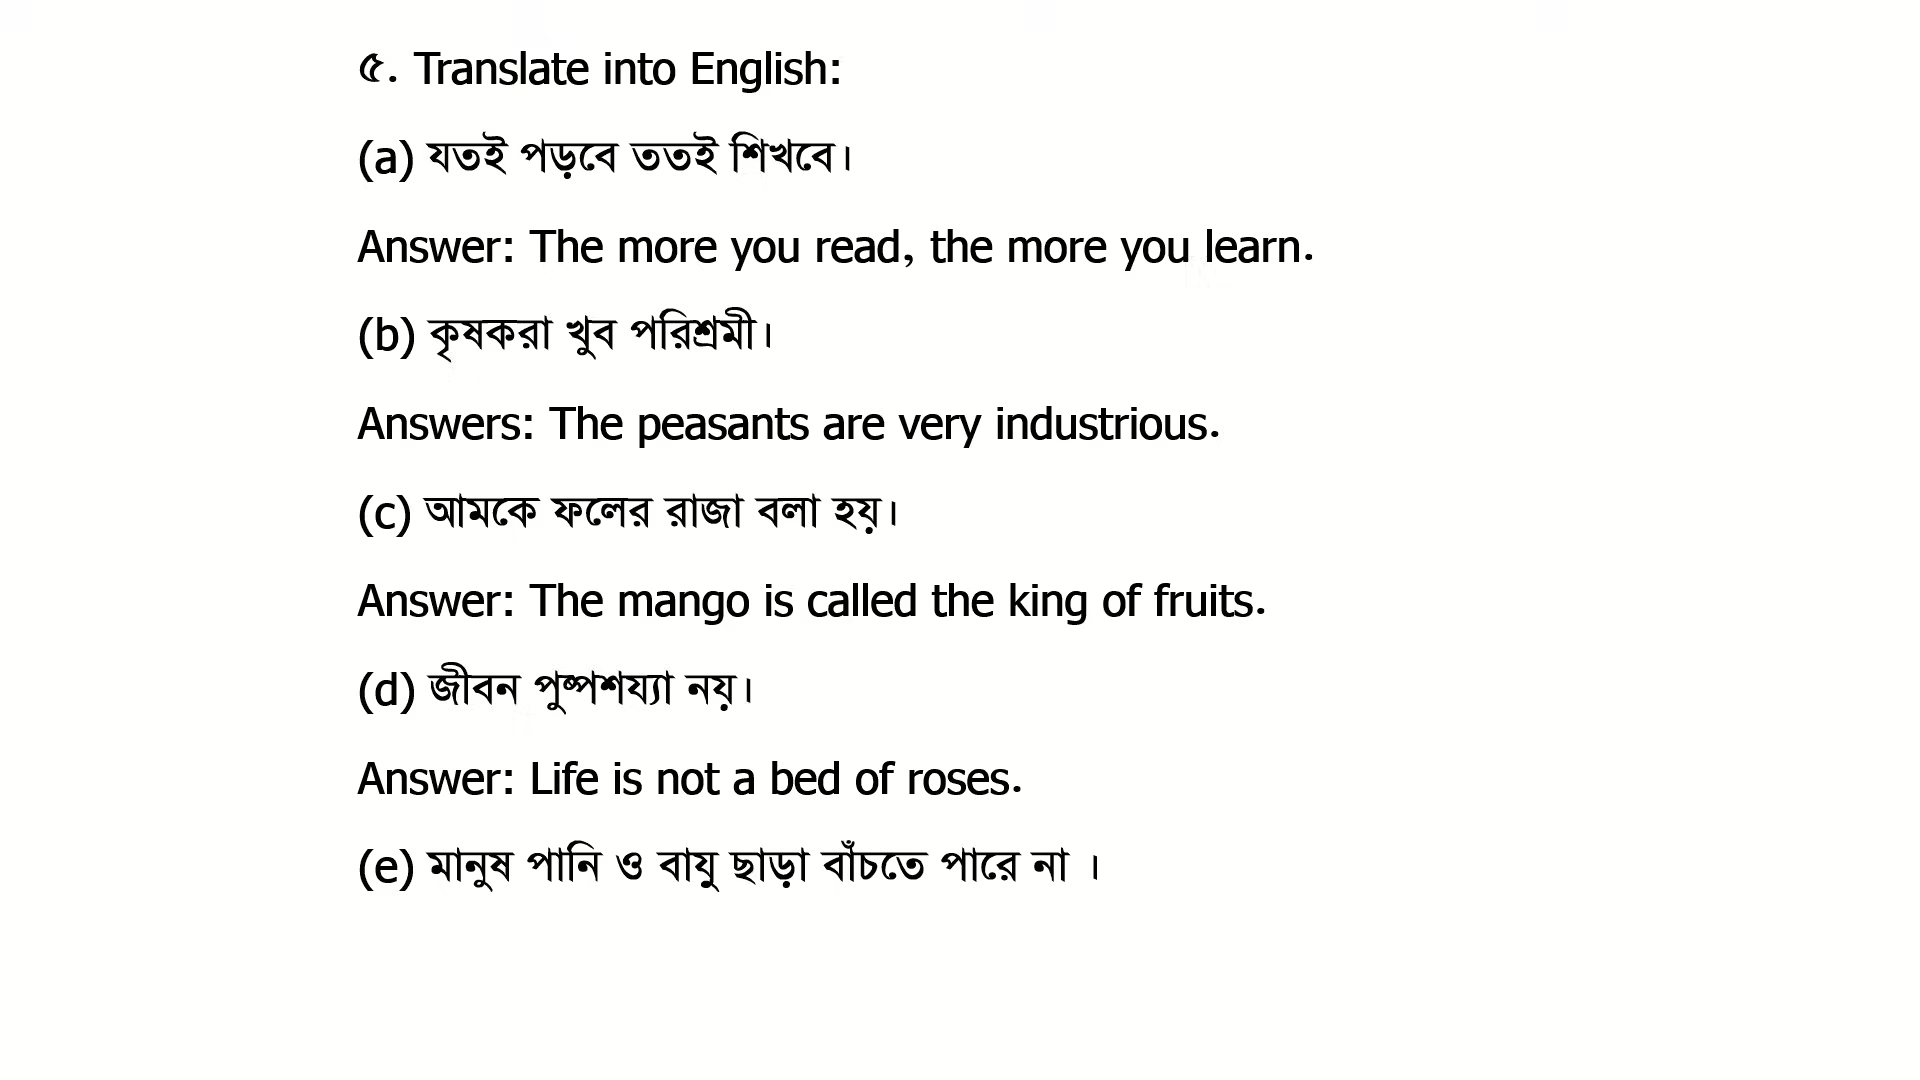 ৫. Translate into English:
(a) যতই পড়বে ততই শিখবে।
Answer: The more you read, the more you learn.
(b) কৃষকরা খুব পরিশ্রমী।
Answers: The peasants are very industrious.
(c) আমকে ফলের রাজা বলা হয়।
Answer: The mango is called the king of fruits.
(d) জীবন পুষ্পশয্যা নয়।
Answer: Life is not a bed of roses.
(e) মানুষ পানি ও বাযু ছাড়া বাঁচতে পারে না ।